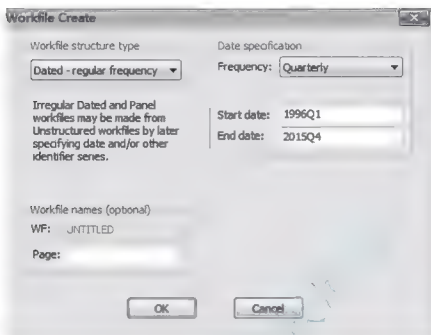 Workfile Create
Workfile structure type
Dated - regular frequency
Irregular Dated and Panel
workfiles may be made from
Unstructured workfiles by later
specifying date and/or other
identifier series.
Date specification
Frequency: Quarterly
Start date: 1996Q1
End date: 2015Q4
Workfile names (optional)
WF: UNTITLED
Page:
OK
Cancel